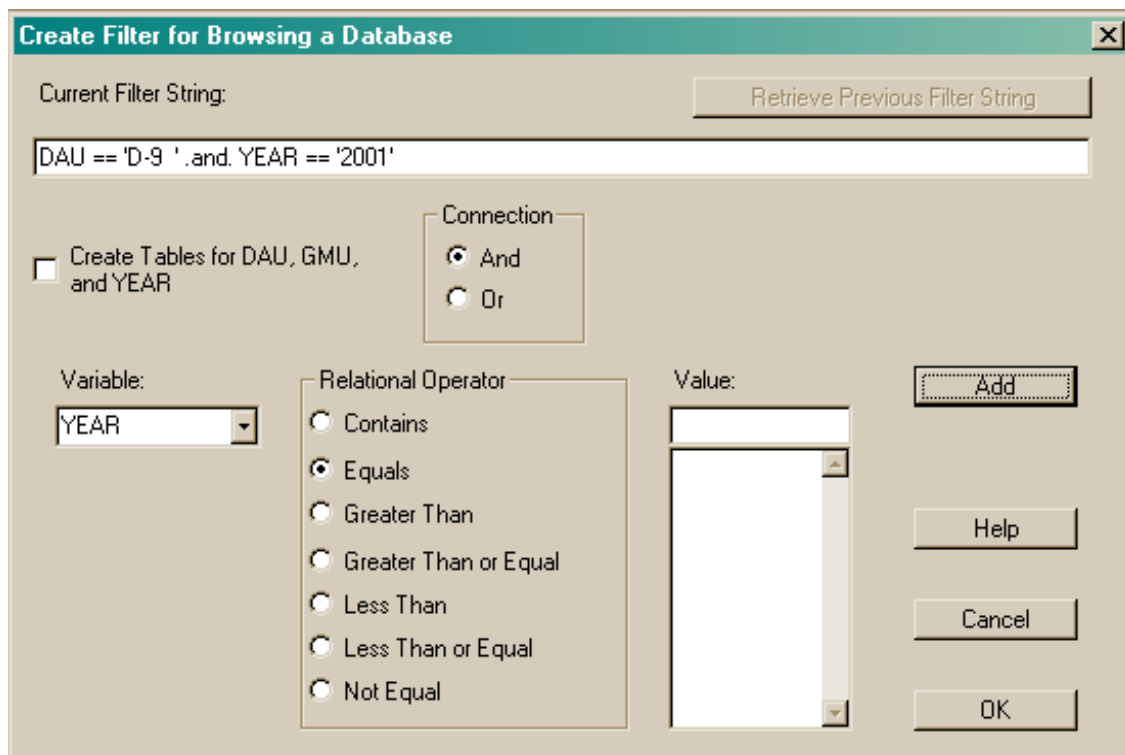 Create Filter for Browsing a Database
Current Filter String:
Retrieve Previous Filter String
DAU == 'D-9  ' .and. YEAR == '2001'
Connection
Create Tables for DAU, GMU,
and YEAR
And
Or
Variable:
Relational Operator
Value:
Add
YEAR
Contains
Equals
Greater Than
Help
Greater Than or Equal
Less Than
Cancel
Less Than or Equal
Not Equal
OK